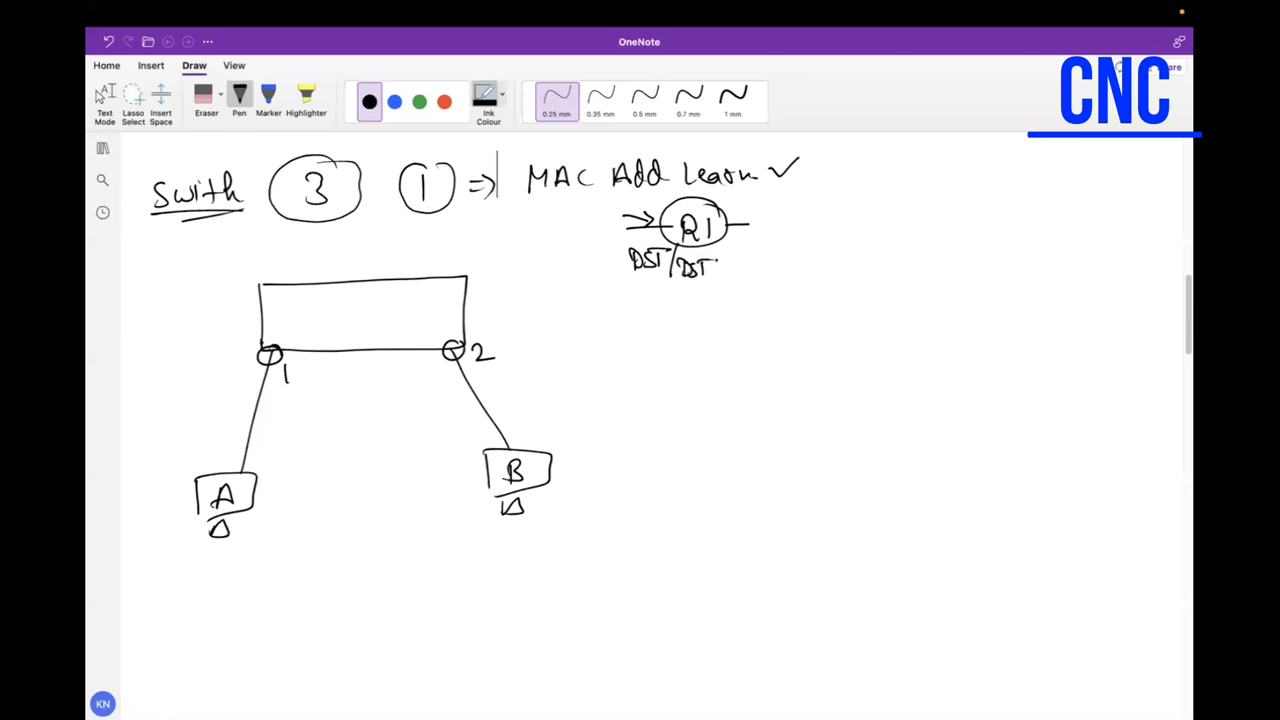 OneNote
CNC
Home Insert Draw View
Share
Text Mode
Lasso Select
Insert Space
Eraser
Pen
Marker
Highlighter
Ink Colour
0.25 mm
0.35 mm
0.5 mm
0.7 mm
1 mm
Swith 3 1 => MAC Add Learn ✓
R1
DST/DST
1 2
A B
KN